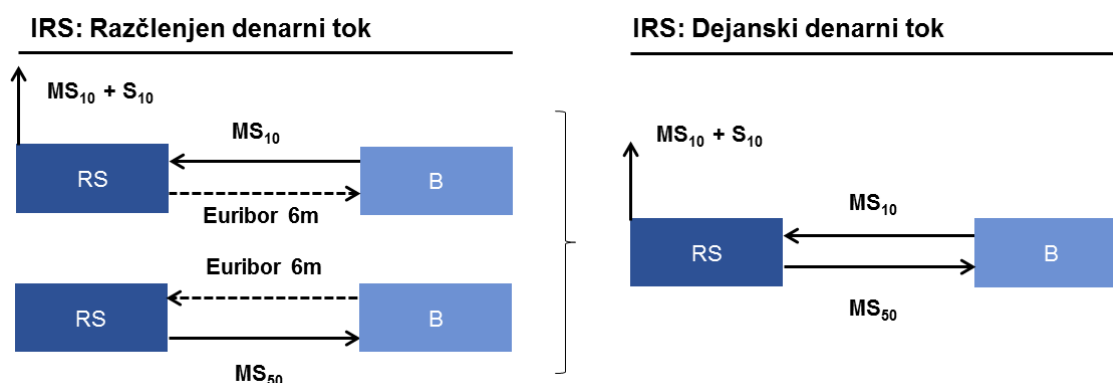 IRS: Razčlenjen denarni tok
MS10 + S10
MS10
RS
B
Euribor 6m
Euribor 6m
RS
B
MS50
IRS: Dejanski denarni tok
MS10 + S10
MS10
RS
B
MS50